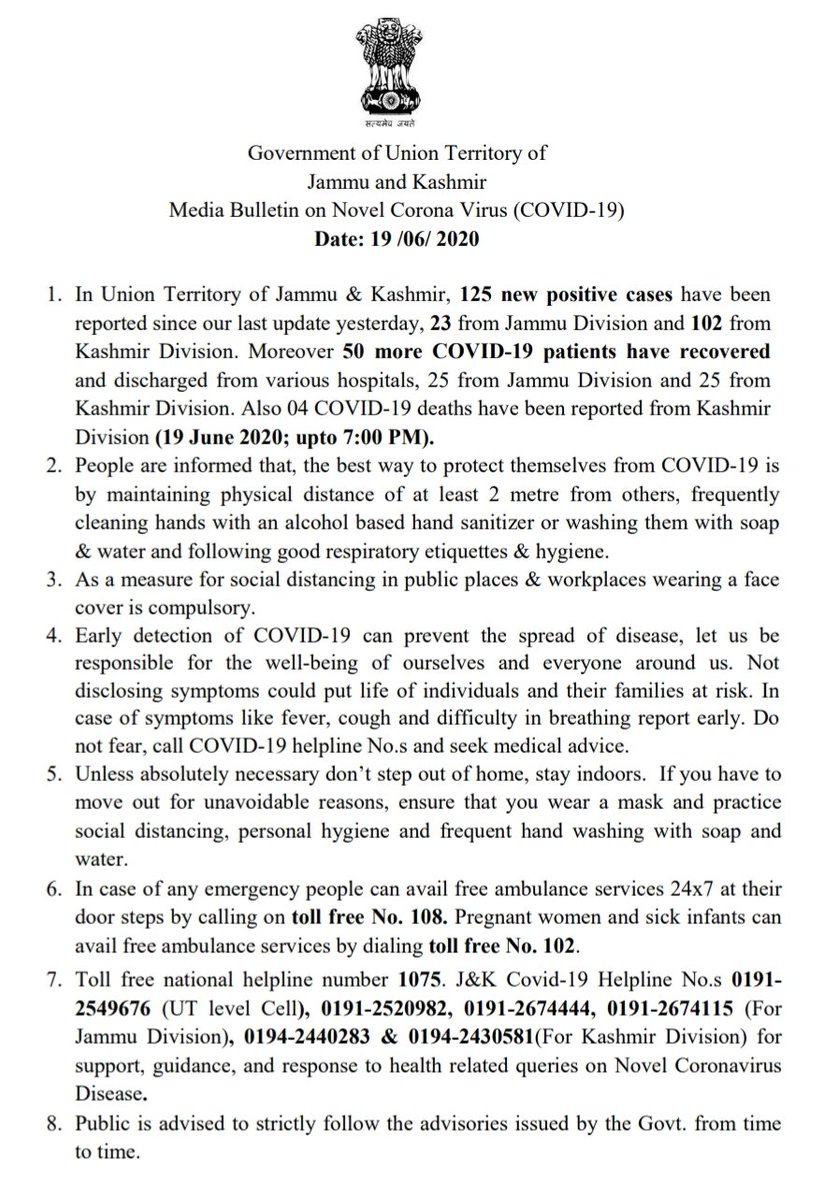 सत्यमेव जयते
Government of Union Territory of
Jammu and Kashmir
Media Bulletin on Novel Corona Virus (COVID-19)
Date: 19 /06/ 2020
1. In Union Territory of Jammu & Kashmir, 125 new positive cases have been
reported since our last update yesterday, 23 from Jammu Division and 102 from
Kashmir Division. Moreover 50 more COVID-19 patients have recovered
and discharged from various hospitals, 25 from Jammu Division and 25 from
Kashmir Division. Also 04 COVID-19 deaths have been reported from Kashmir
Division (19 June 2020; upto 7:00 PM).
2. People are informed that, the best way to protect themselves from COVID-19 is
by maintaining physical distance of at least 2 metre from others, frequently
cleaning hands with an alcohol based hand sanitizer or washing them with soap
& water and following good respiratory etiquettes & hygiene.
3. As a measure for social distancing in public places & workplaces wearing a face
cover is compulsory.
4. Early detection of COVID-19 can prevent the spread of disease, let us be
responsible for the well-being of ourselves and everyone around us. Not
disclosing symptoms could put life of individuals and their families at risk. In
case of symptoms like fever, cough and difficulty in breathing report early. Do
not fear, call COVID-19 helpline No.s and seek medical advice.
5. Unless absolutely necessary don’t step out of home, stay indoors. If you have to
move out for unavoidable reasons, ensure that you wear a mask and practice
social distancing, personal hygiene and frequent hand washing with soap and
water.
6. In case of any emergency people can avail free ambulance services 24x7 at their
door steps by calling on toll free No. 108. Pregnant women and sick infants can
avail free ambulance services by dialing toll free No. 102.
7. Toll free national helpline number 1075. J&K Covid-19 Helpline No.s 0191-
2549676 (UT level Cell), 0191-2520982, 0191-2674444, 0191-2674115 (For
Jammu Division), 0194-2440283 & 0194-2430581(For Kashmir Division) for
support, guidance, and response to health related queries on Novel Coronavirus
Disease.
8. Public is advised to strictly follow the advisories issued by the Govt. from time
to time.